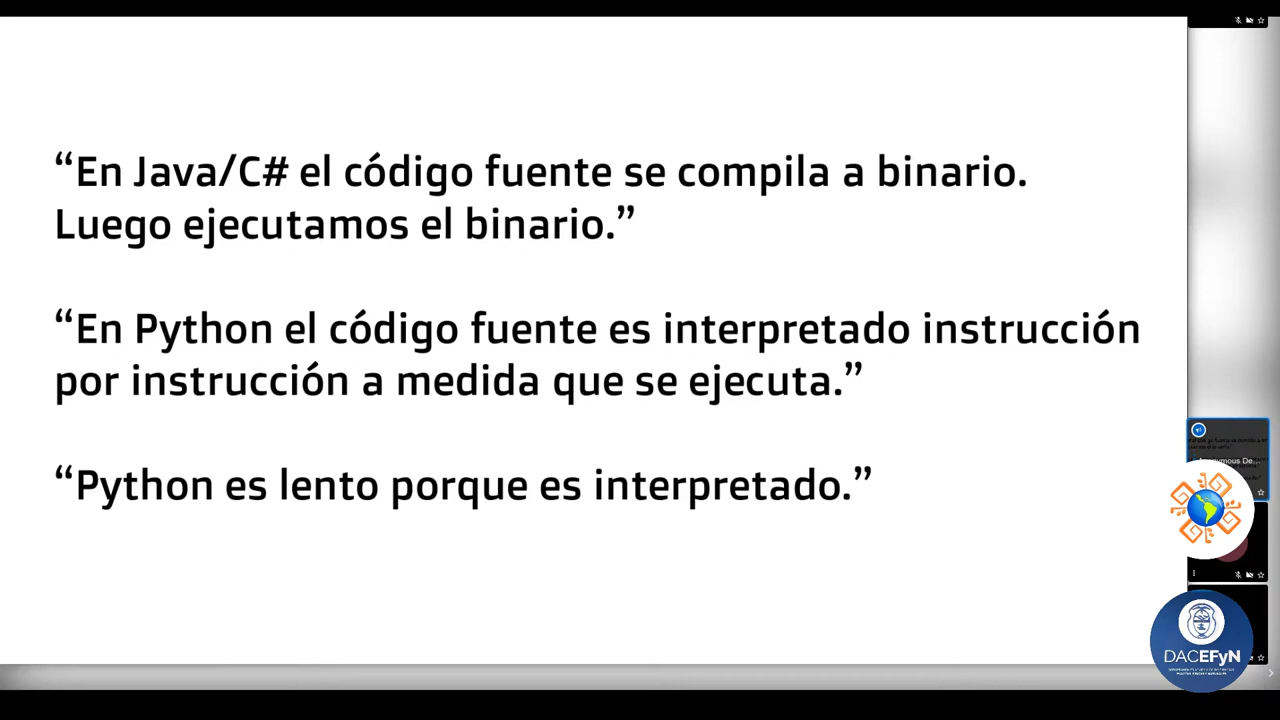 “En Java/C# el código fuente se compila a binario.
Luego ejecutamos el binario.”
“En Python el código fuente es interpretado instrucción
por instrucción a medida que se ejecuta.”
“Python es lento porque es interpretado.”
DACEFyN